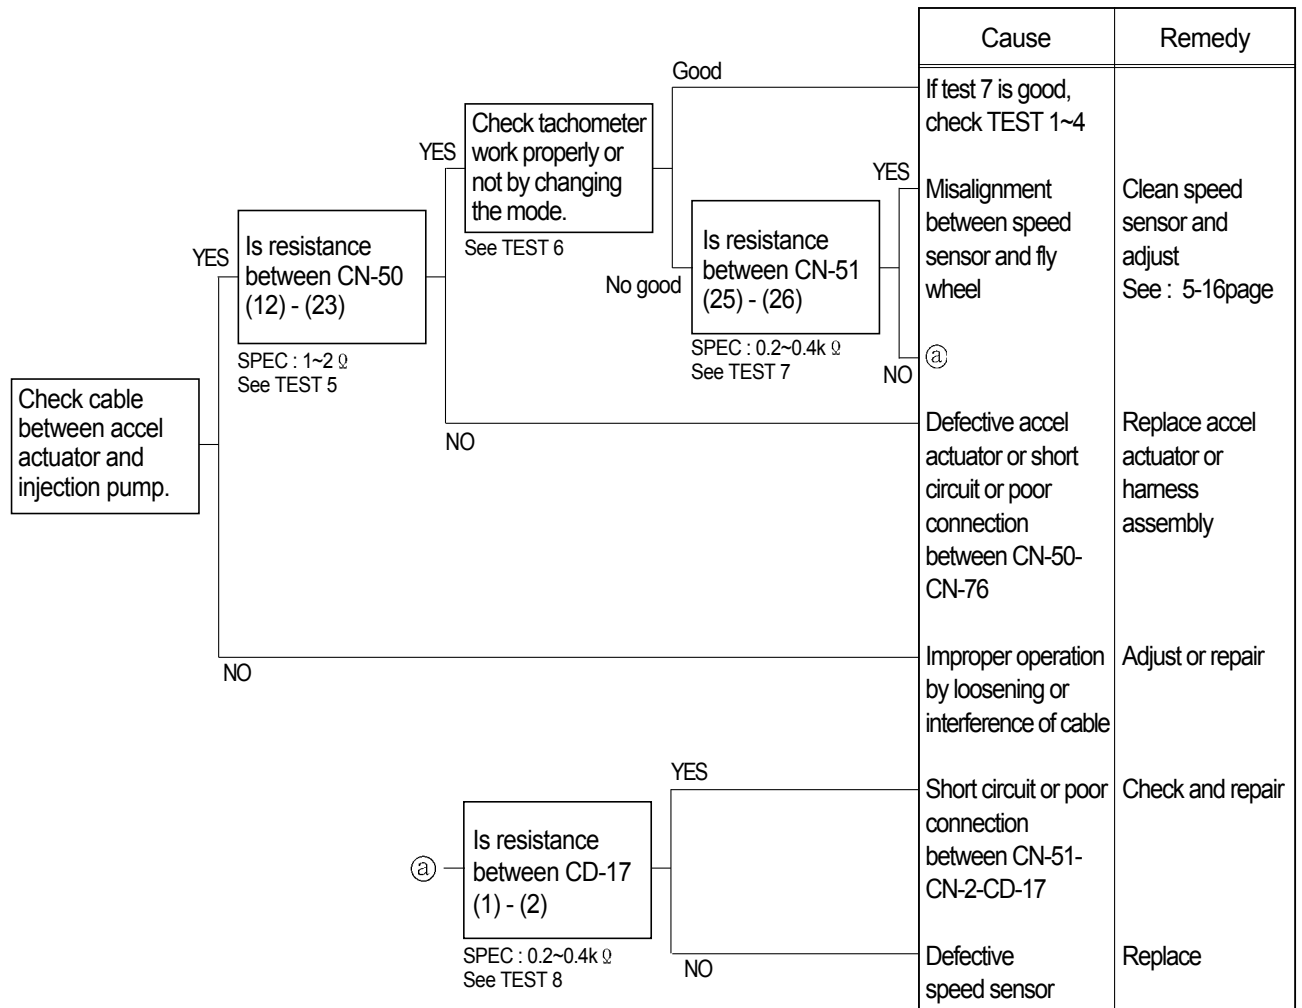 Cause
Remedy
Good
If test 7 is good,
check TEST 1~4
Check tachometer
work properly or
not by changing
the mode.
YES
See TEST 6
YES
Misalignment
between speed
sensor and fly
wheel
Clean speed
sensor and
adjust
See : 5-16page
Is resistance
between CN-50
(12) - (23)
YES
SPEC : 1~2 Ω
See TEST 5
No good
Is resistance
between CN-51
(25) - (26)
SPEC : 0.2~0.4k Ω
See TEST 7
NO
ⓐ
Check cable
between accel
actuator and
injection pump.
NO
Defective accel
actuator or short
circuit or poor
connection
between CN-50-
CN-76
Replace accel
actuator or
harness
assembly
NO
Improper operation
by loosening or
interference of cable
Adjust or repair
ⓐ
Is resistance
between CD-17
(1) - (2)
SPEC : 0.2~0.4k Ω
See TEST 8
YES
Short circuit or poor
connection
between CN-51-
CN-2-CD-17
Check and repair
NO
Defective
speed sensor
Replace